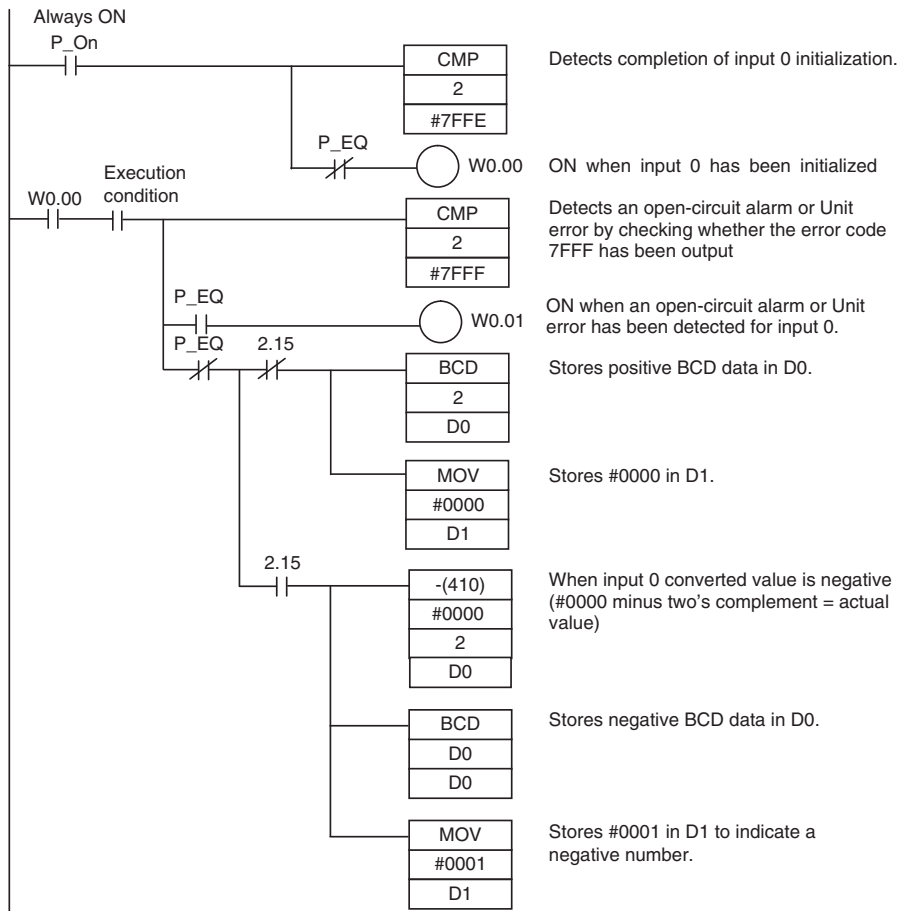 Always ON
P_On
CMP
2
#7FFE
Detects completion of input 0 initialization.
P_EQ
W0.00
ON when input 0 has been initialized
Execution
condition
W0.00
CMP
2
#7FFF
Detects an open-circuit alarm or Unit
error by checking whether the error code
7FFF has been output
P_EQ
W0.01
ON when an open-circuit alarm or Unit
error has been detected for input 0.
P_EQ
2.15
BCD
2
D0
Stores positive BCD data in D0.
MOV
#0000
D1
Stores #0000 in D1.
2.15
-(410)
#0000
2
D0
When input 0 converted value is negative
(#0000 minus two's complement = actual
value)
BCD
D0
D0
Stores negative BCD data in D0.
MOV
#0001
D1
Stores #0001 in D1 to indicate a
negative number.